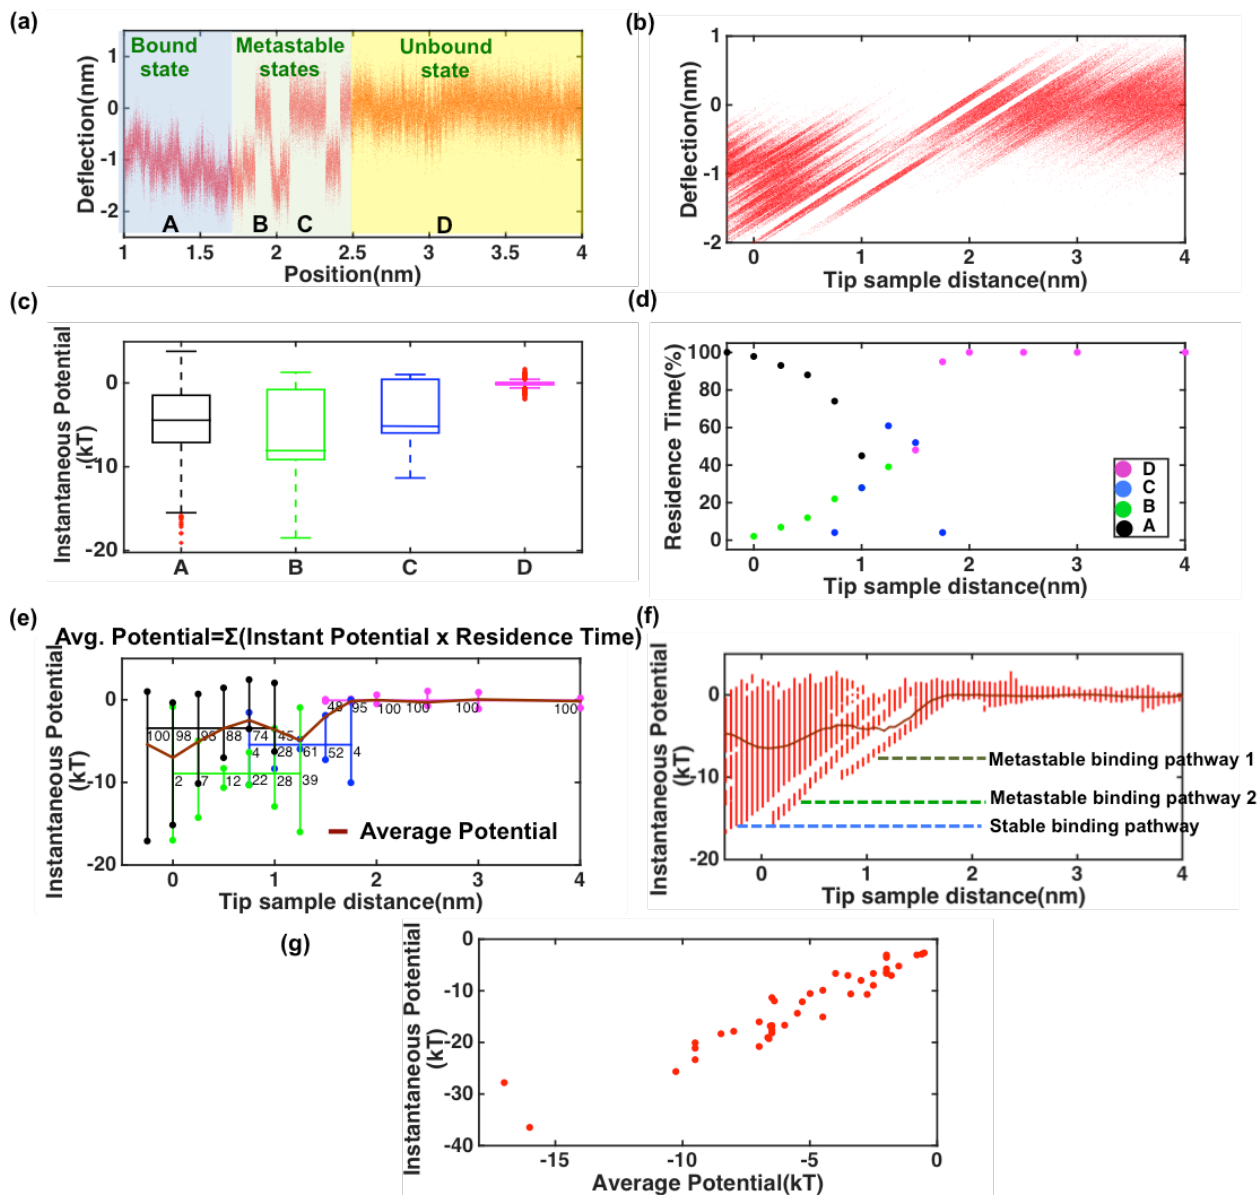 (a)
Bound
state
Metastable
states
Unbound
state
Deflection(nm)
1
0
-1
-2
A
B
C
D
1
1.5
2
2.5
3
3.5
4
Position(nm)
(b)
Deflection(nm)
1
0
-1
-2
0
1
2
3
4
Tip sample distance(nm)
(c)
Instantaneous Potential
(kT)
0
-10
-20
A
B
C
D
(d)
Residence Time(%)
100
80
60
40
20
0
D
C
B
A
0
1
2
3
4
Tip sample distance(nm)
(e)
Avg. Potential=Σ(Instant Potential x Residence Time)
Instantaneous Potential
(kT)
0
-10
-20
100
98
93
88
74
45
48
95
100
100
100
100
4
28
61
52
4
2
7
12
22
28
39
Average Potential
0
1
2
3
4
Tip sample distance(nm)
(f)
Instantaneous Potential
(kT)
0
-10
-20
Metastable binding pathway 1
Metastable binding pathway 2
Stable binding pathway
0
1
2
3
4
Tip sample distance(nm)
(g)
Instantaneous Potential
(kT)
0
-10
-20
-30
-40
-15
-10
-5
0
Average Potential(kT)